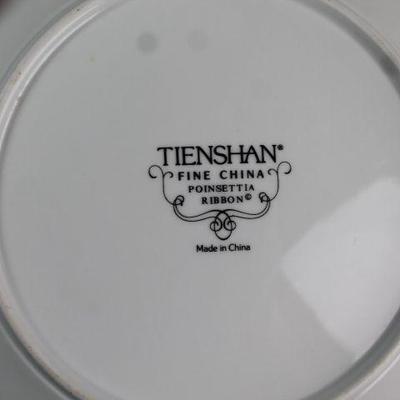 TIENSHAN®
FINE CHINA
POINSETTIA
RIBBON©
Made in China